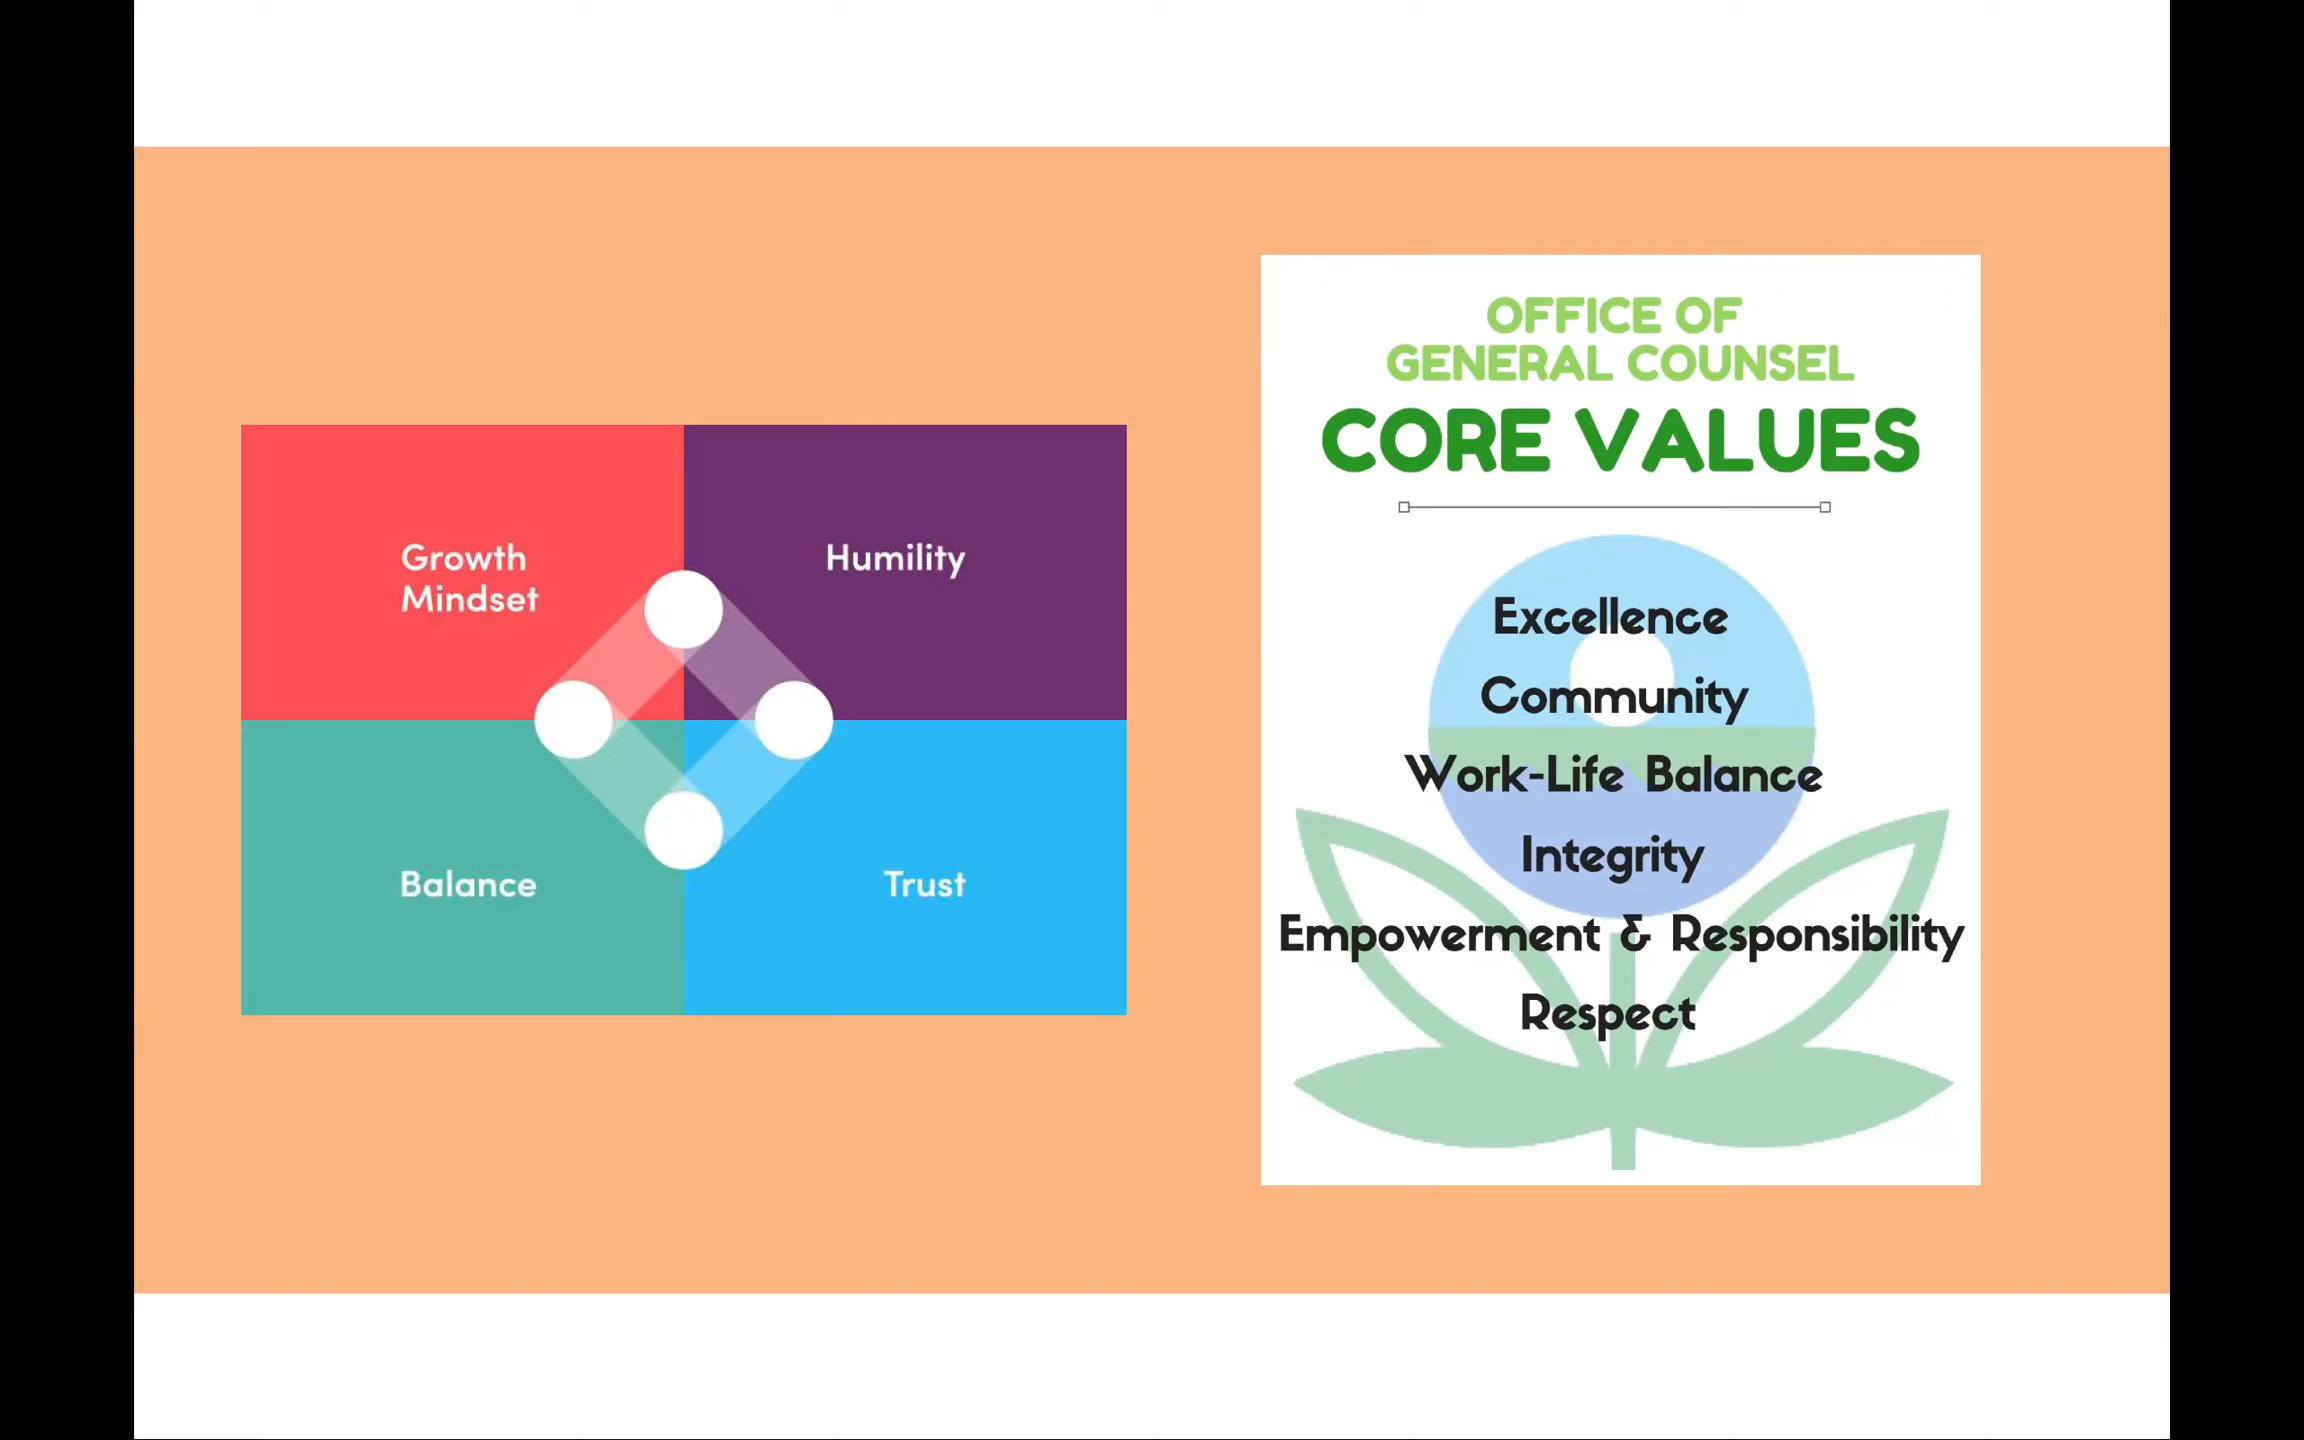 Growth
Mindset
Humility
Balance
Trust
OFFICE OF
GENERAL COUNSEL
CORE VALUES
Excellence
Community
Work-Life Balance
Integrity
Empowerment & Responsibility
Respect